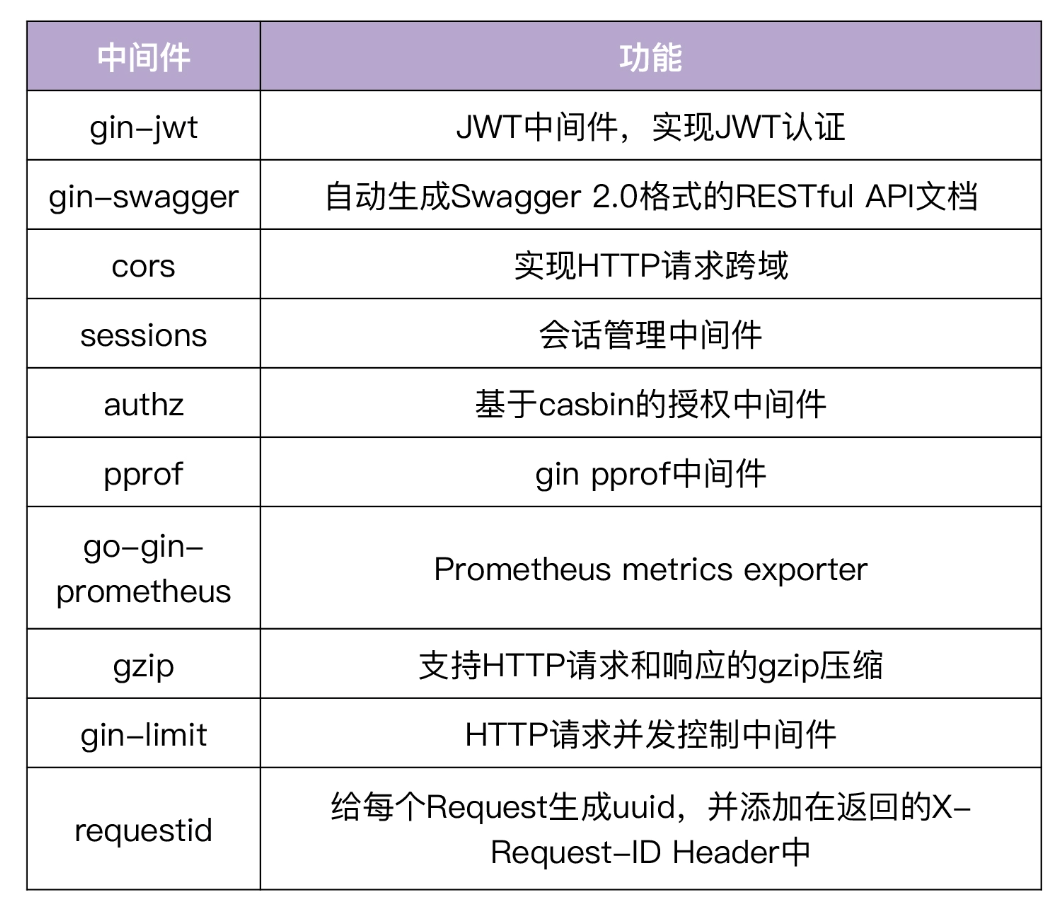 中间件 功能
gin-jwt JWT中间件，实现JWT认证
gin-swagger 自动生成Swagger 2.0格式的RESTful API文档
cors 实现HTTP请求跨域
sessions 会话管理中间件
authz 基于casbin的授权中间件
pprof gin pprof中间件
go-gin-
prometheus
Prometheus metrics exporter
gzip 支持HTTP请求和响应的gzip压缩
gin-limit HTTP请求并发控制中间件
requestid
给每个Request生成uuid，并添加在返回的X-
Request-ID Header中